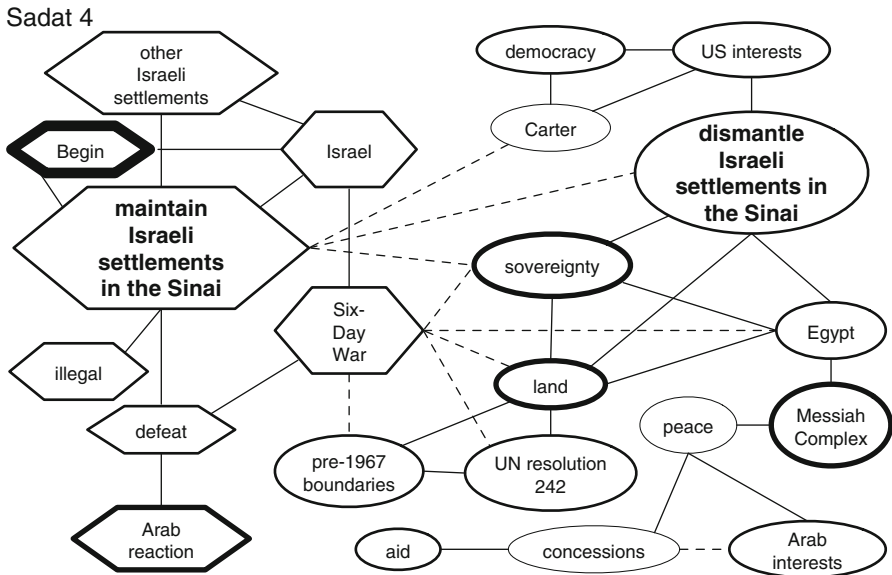 Sadat 4
other
Israeli
settlements
democracy
US interests
Begin
Israel
Carter
dismantle
Israeli
settlements in
the Sinai
maintain
Israeli
settlements
in the Sinai
sovereignty
Six-
Day
War
Egypt
illegal
land
defeat
peace
Messiah
Complex
pre-1967
boundaries
UN resolution
242
Arab
reaction
aid
concessions
Arab
interests